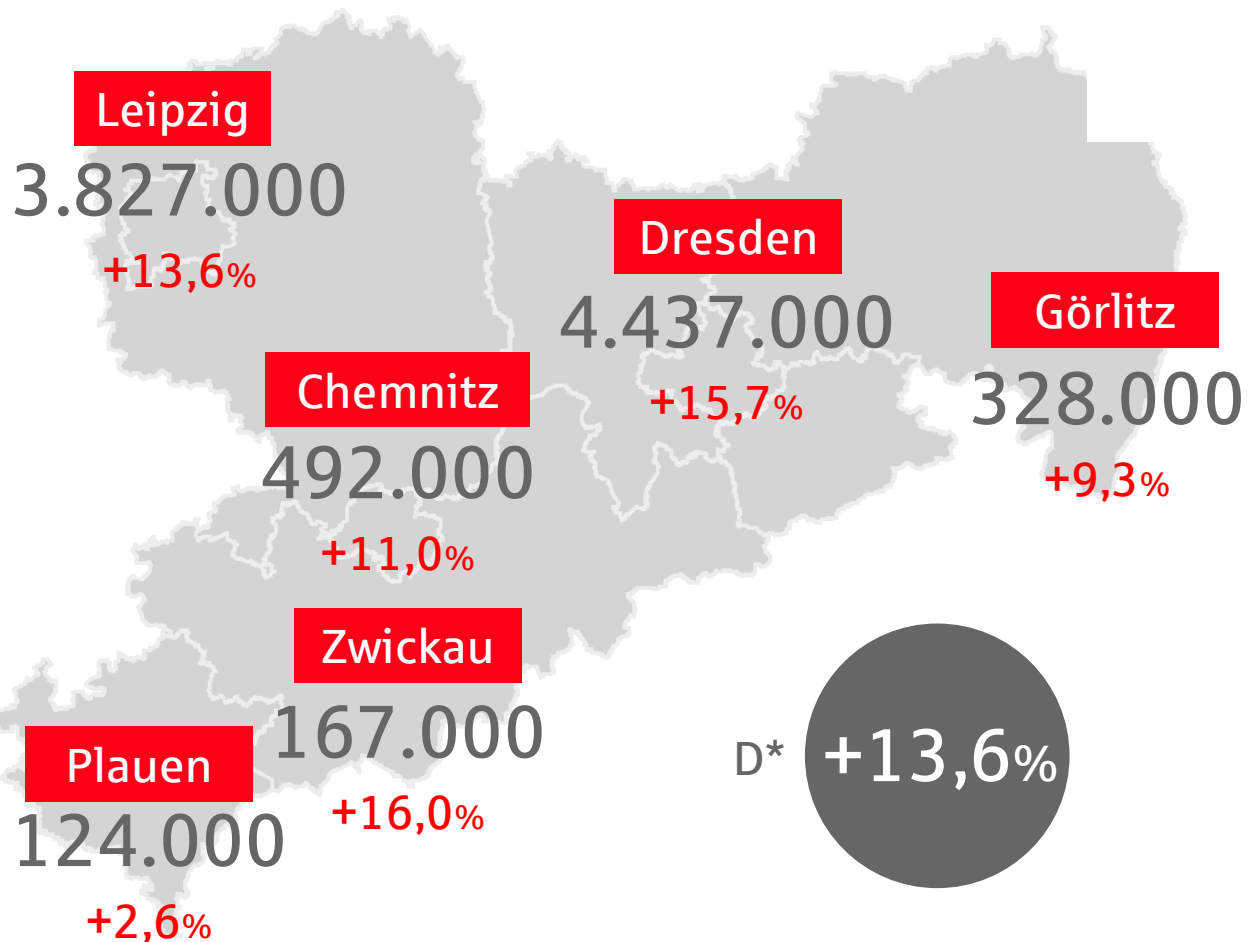 Leipzig
3.827.000
+13,6%
Dresden
4.437.000
+15,7%
Görlitz
328.000
+9,3%
Chemnitz
492.000
+11,0%
Zwickau
167.000
+16,0%
Plauen
124.000
+2,6%
D* +13,6%